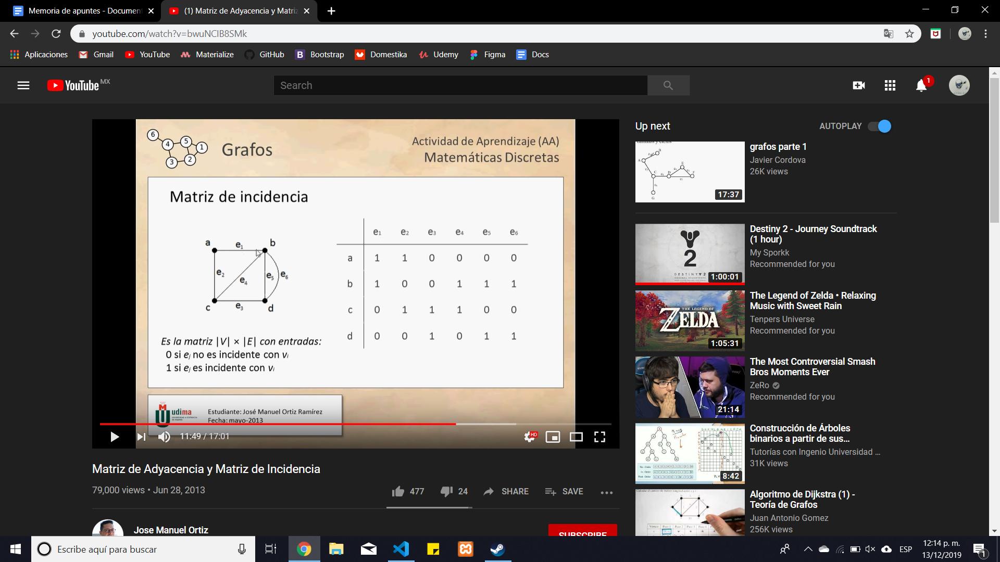 Memoria de apuntes - Documen
(1) Matriz de Adyacencia y Matriz
youtube.com/watch?v=bwuNCIB8SMk
Aplicaciones
Gmail
YouTube
Materialize
GitHub
Bootstrap
Domestika
Udemy
Figma
Docs
YouTube MX
Search
1
6
4
5
1
3
2
Grafos
Actividad de Aprendizaje (AA)
Matemáticas Discretas
Matriz de incidencia
a e₁ b
e₂ e₄ e₅ e₆
c e₃ d
e₁ e₂ e₃ e₄ e₅ e₆
a 1 1 0 0 0 0
b 1 0 0 1 1 1
c 0 1 1 1 0 0
d 0 0 1 0 1 1
Es la matriz |V| × |E| con entradas:
0 si eⱼ no es incidente con vᵢ
1 si eⱼ es incidente con vᵢ
udima
Estudiante: José Manuel Ortiz Ramírez
Fecha: mayo-2013
11:49 / 17:01
HD
Matriz de Adyacencia y Matriz de Incidencia
79,000 views • Jun 28, 2013
477
24
SHARE
SAVE
Jose Manuel Ortiz
SUBSCRIBE
Up next
AUTOPLAY
17:37
grafos parte 1
Javier Cordova
26K views
2
DESTINY 2
1:00:01
Destiny 2 - Journey Soundtrack
(1 hour)
My Sporkk
Recommended for you
THE LEGEND OF
ZELDA
1:05:31
The Legend of Zelda • Relaxing
Music with Sweet Rain
Tenpers Universe
Recommended for you
21:14
The Most Controversial Smash
Bros Moments Ever
ZeRo
Recommended for you
8:42
Construcción de Árboles
binarios a partir de sus...
Tutorías con Ingenio Universidad ...
31K views
Algoritmo de Dijkstra (1) -
Teoría de Grafos
Juan Antonio Gomez
256K views
Escribe aquí para buscar
ESP
12:14 p. m.
13/12/2019
1